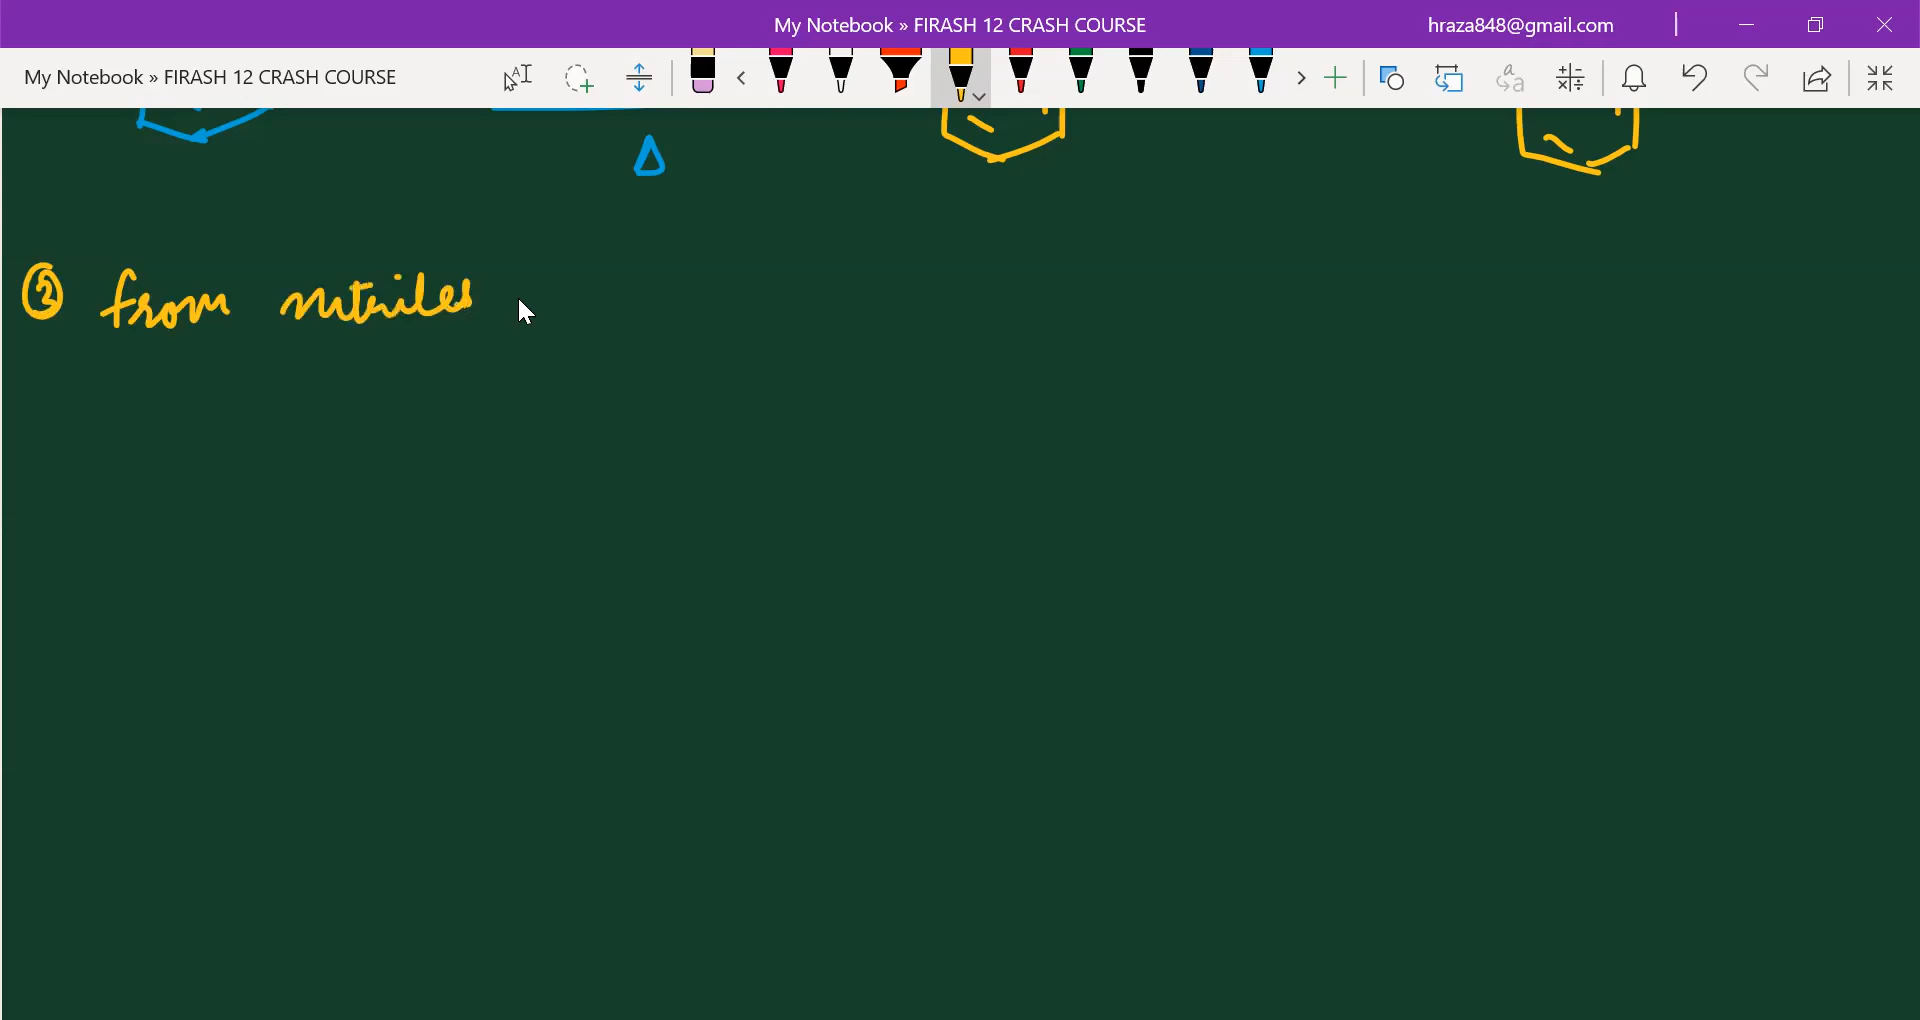 My Notebook » FIRASH 12 CRASH COURSE
hraza848@gmail.com
My Notebook » FIRASH 12 CRASH COURSE
Δ
③ from nitriles